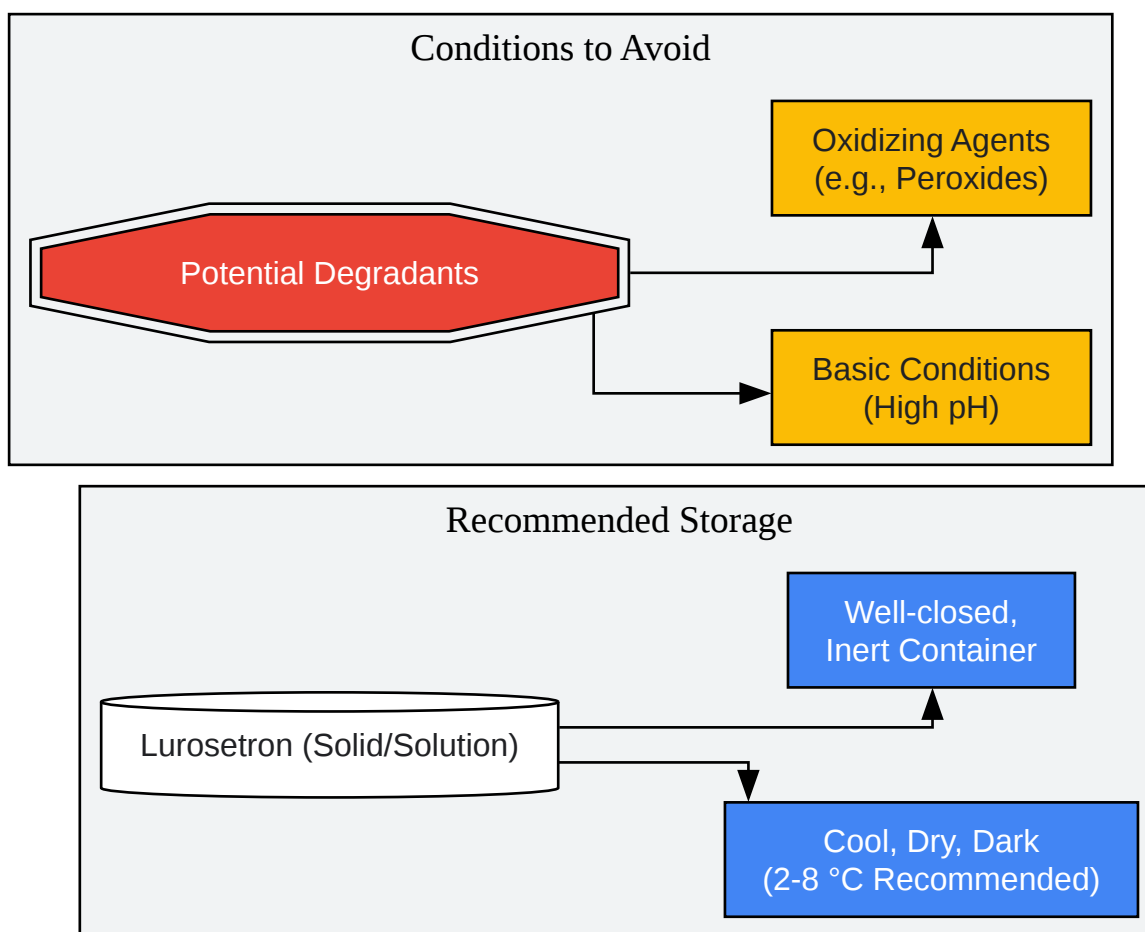 Conditions to Avoid
Oxidizing Agents
(e.g., Peroxides)
Potential Degradants
Basic Conditions
(High pH)
Recommended Storage
Well-closed,
Inert Container
Lurosetron (Solid/Solution)
Cool, Dry, Dark
(2-8 °C Recommended)